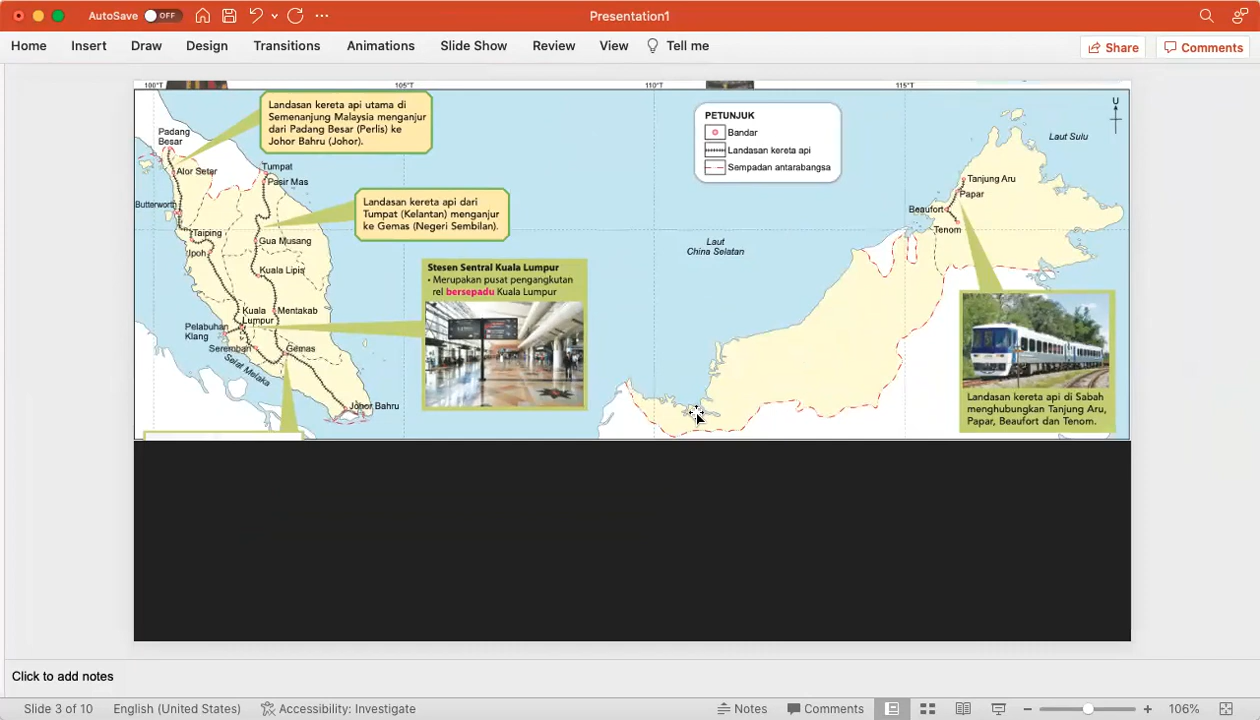 AutoSave OFF
Presentation1
Home Insert Draw Design Transitions Animations Slide Show Review View Tell me Share Comments
100°T 105°T 110°T 115°T
Landasan kereta api utama di
Semenanjung Malaysia menganjur
dari Padang Besar (Perlis) ke
Johor Bahru (Johor).
PETUNJUK
Bandar
Landasan kereta api
Sempadan antarabangsa
U
Laut Sulu
Padang
Besar
Alor Setar
Tumpat
Pasir Mas
Butterworth
Landasan kereta api dari
Tumpat (Kelantan) menganjur
ke Gemas (Negeri Sembilan).
Tanjung Aru
Papar
Beaufort
Tenom
Taiping
Ipoh
Gua Musang
Laut
China Selatan
Kuala Lipis
Stesen Sentral Kuala Lumpur
• Merupakan pusat pengangkutan
rel bersepadu Kuala Lumpur
Kuala
Lumpur
Mentakab
Pelabuhan
Klang
Seremban
Gemas
Selat Melaka
Johor Bahru
Landasan kereta api di Sabah
menghubungkan Tanjung Aru,
Papar, Beaufort dan Tenom.
Click to add notes
Slide 3 of 10 English (United States) Accessibility: Investigate Notes Comments 106%